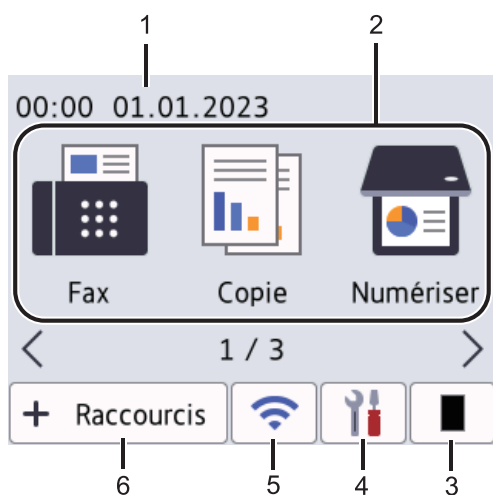 1 2
00:00 01.01.2023
Fax Copie Numériser
1 / 3
+ Raccourcis
6 5 4 3